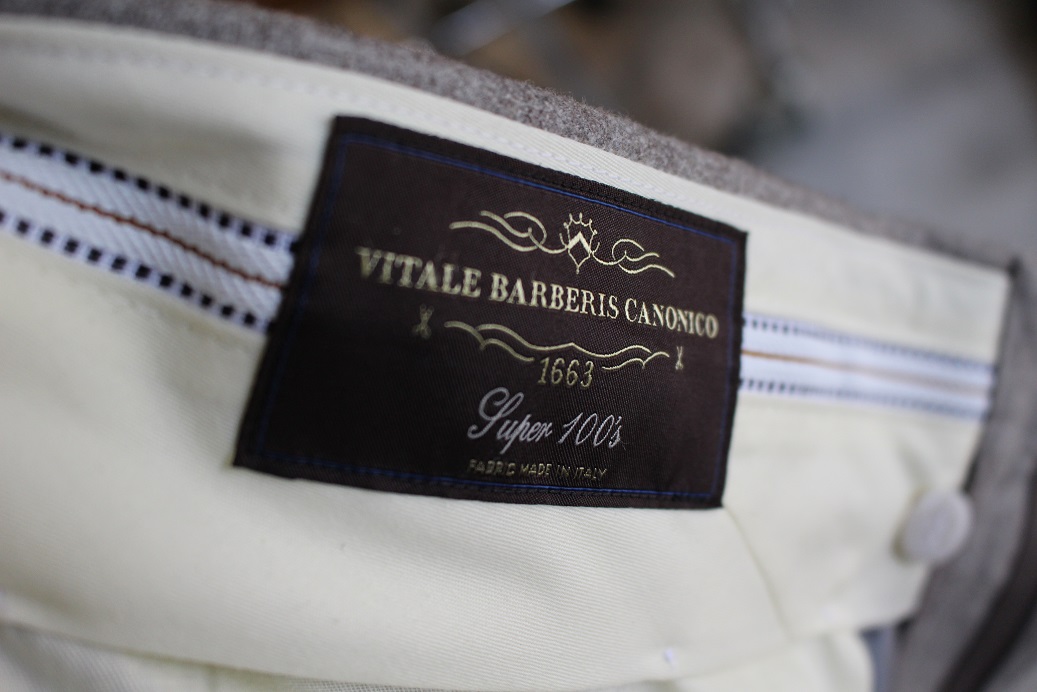 VITALE BARBERIS CANONICO
1663
Super 100's
FABRIC MADE IN ITALY